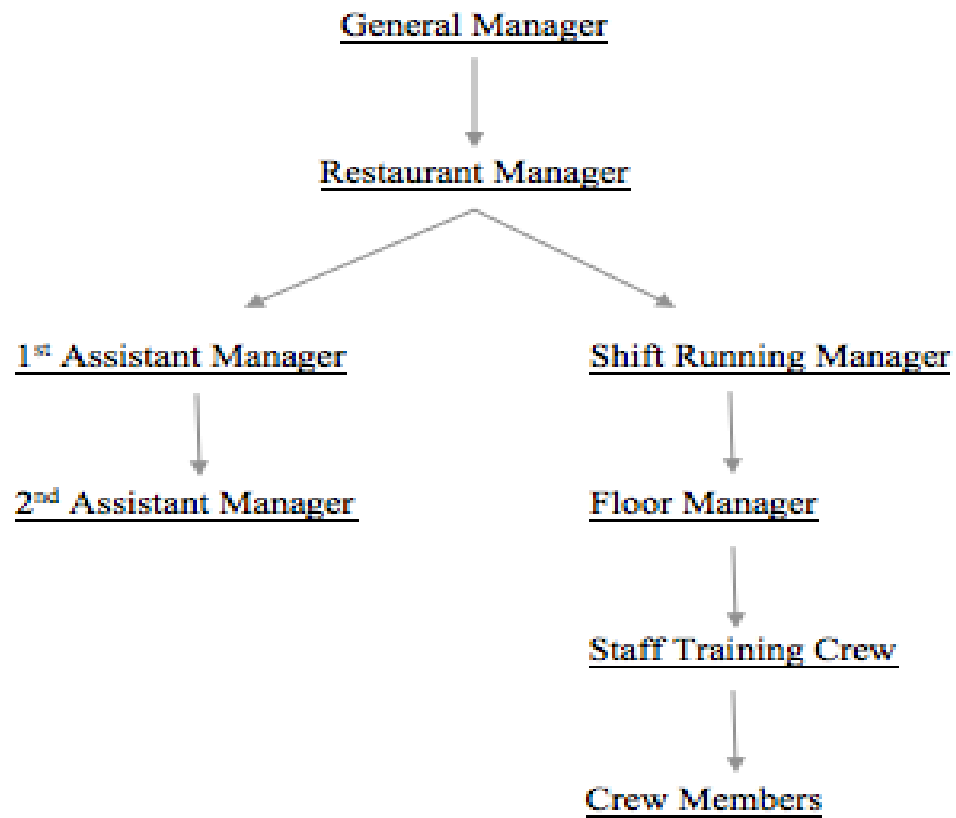 General Manager
Restaurant Manager
1st Assistant Manager
Shift Running Manager
2nd Assistant Manager
Floor Manager
Staff Training Crew
Crew Members